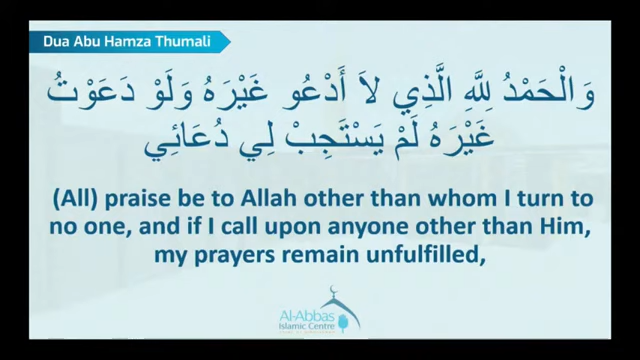 Dua Abu Hamza Thumali
وَالْحَمْدُ لِلَّهِ الَّذِي لاَ أَدْعُو غَيْرَهُ وَلَوْ دَعَوْتُ
غَيْرَهُ لَمْ يَسْتَجِبْ لِي دُعَائِي
(All) praise be to Allah other than whom I turn to
no one, and if I call upon anyone other than Him,
my prayers remain unfulfilled,
Al-Abbas
Islamic Centre